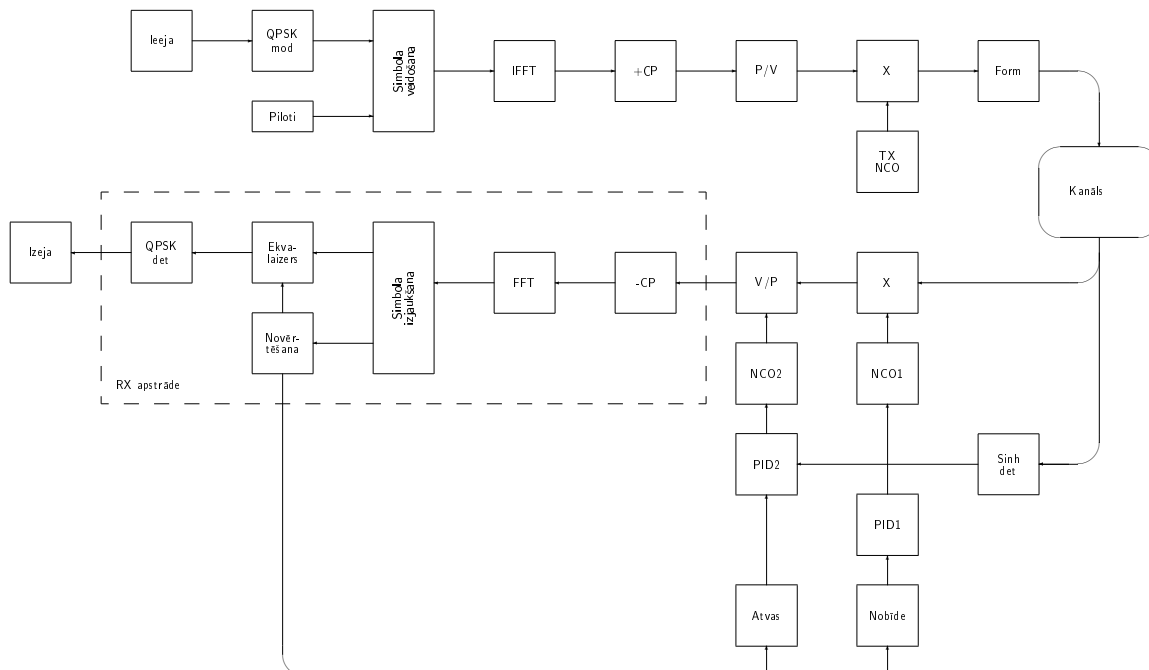 Ieeja
QPSK
mod
Simbola
veidošana
IFFT
+CP
P/V
X
Form
Piloti
TX
NCO
Kanāls
Izeja
QPSK
det
Ekva-
laizers
Simbola
izjaukšana
FFT
-CP
V/P
X
Novēr-
tēšana
NCO2
NCO1
RX apstrāde
PID2
Sinh
det
PID1
Atvas
Nobīde